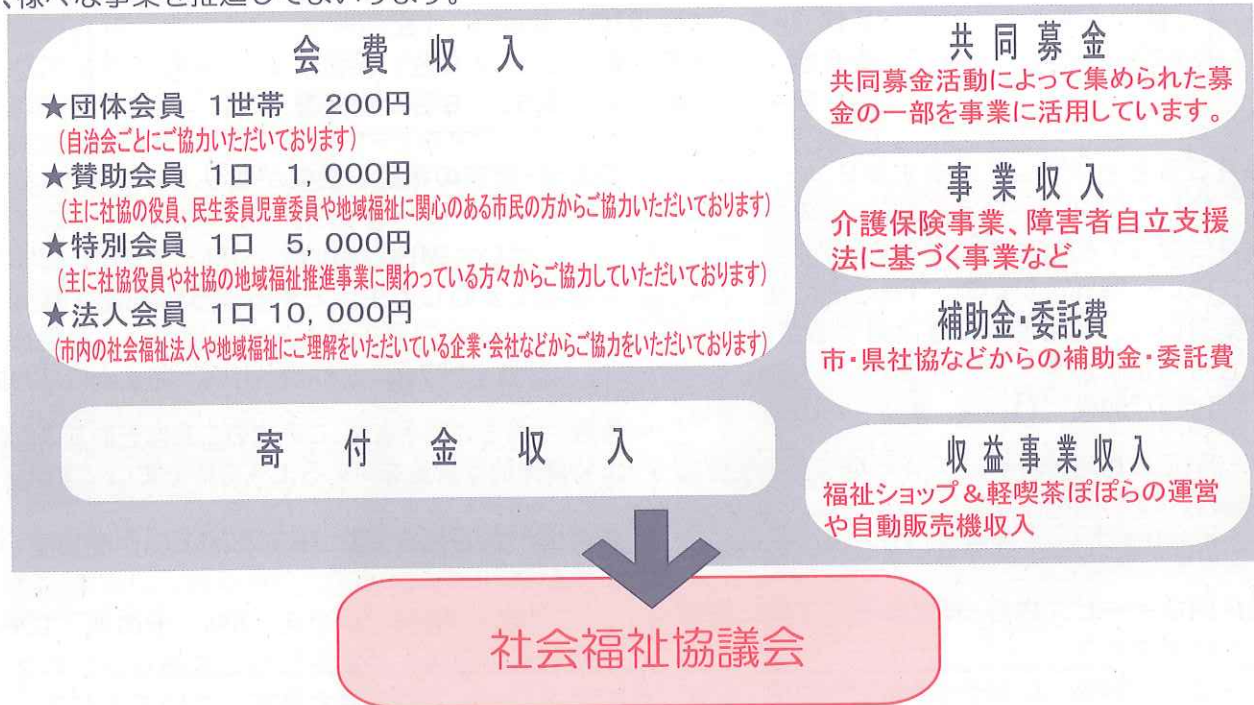 、様々な事業を推進してまいります。
会費収入
★団体会員 1世帯 200円
(自治会ごとにご協力いただいております)
★賛助会員 1口 1,000円
(主に社協の役員、民生委員児童委員や地域福祉に関心のある市民の方からご協力いただいております)
★特別会員 1口 5,000円
(主に社協役員や社協の地域福祉推進事業に関わっている方々からご協力していただいております)
★法人会員 1口 10,000円
(市内の社会福祉法人や地域福祉にご理解をいただいている企業・会社などからご協力をいただいております)
寄付金収入
共同募金
共同募金活動によって集められた募
金の一部を事業に活用しています。
事業収入
介護保険事業、障害者自立支援
法に基づく事業など
補助金・委託費
市・県社協などからの補助金・委託費
収益事業収入
福祉ショップ&軽喫茶ぽぽらの運営
や自動販売機収入
社会福祉協議会